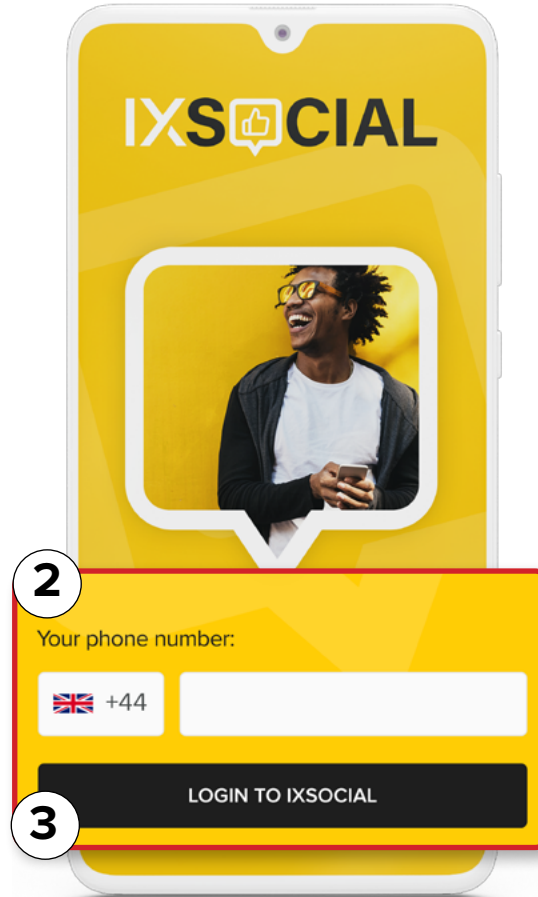 IXSOCIAL
2
Your phone number:
+44
LOGIN TO IXSOCIAL
3